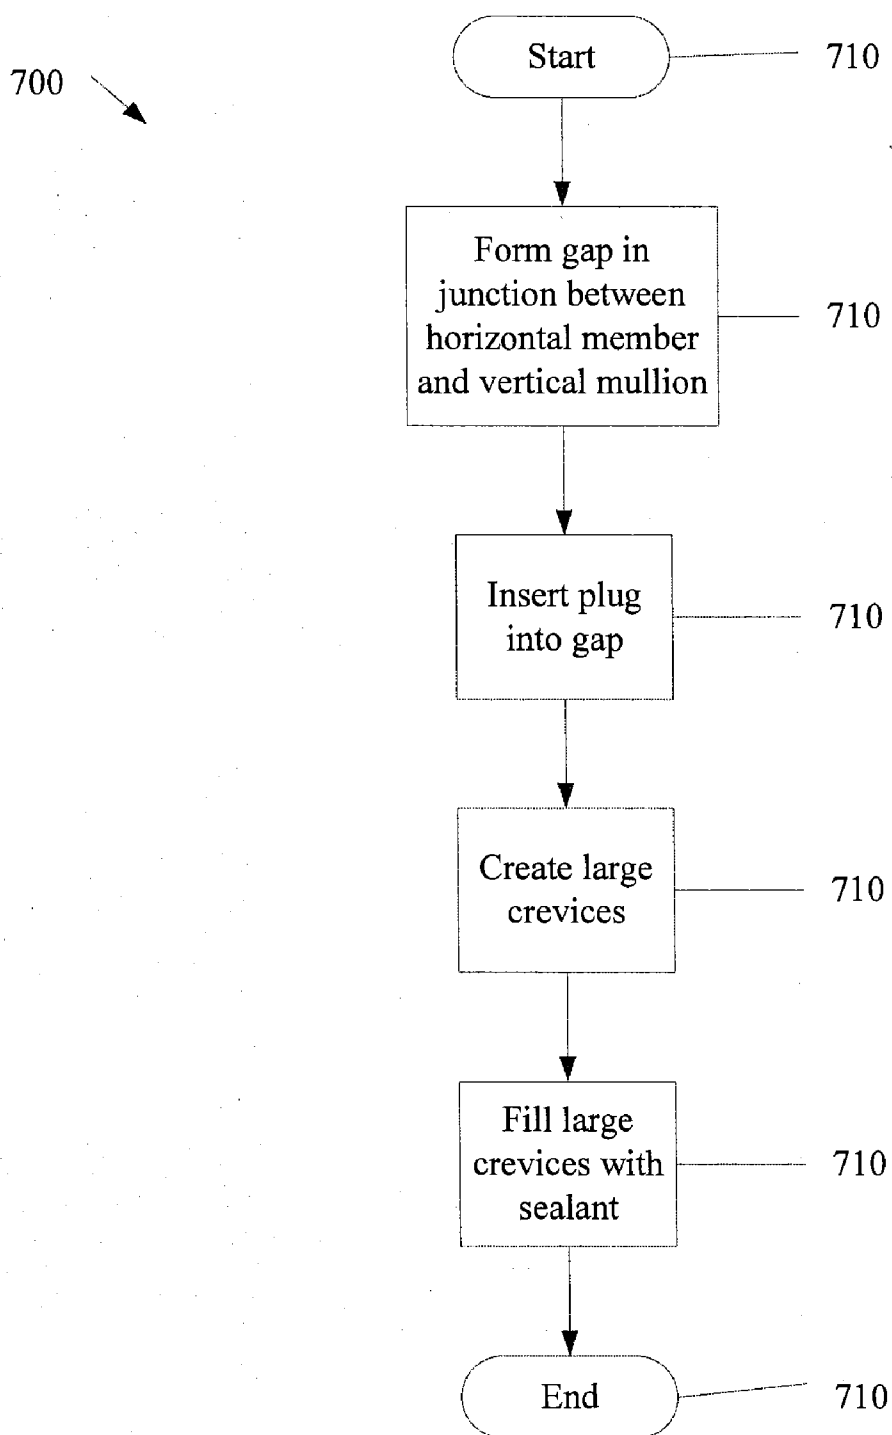 Start
710
700
Form gap in
junction between
horizontal member
and vertical mullion
710
Insert plug
into gap
710
Create large
crevices
710
Fill large
crevices with
sealant
710
End
710